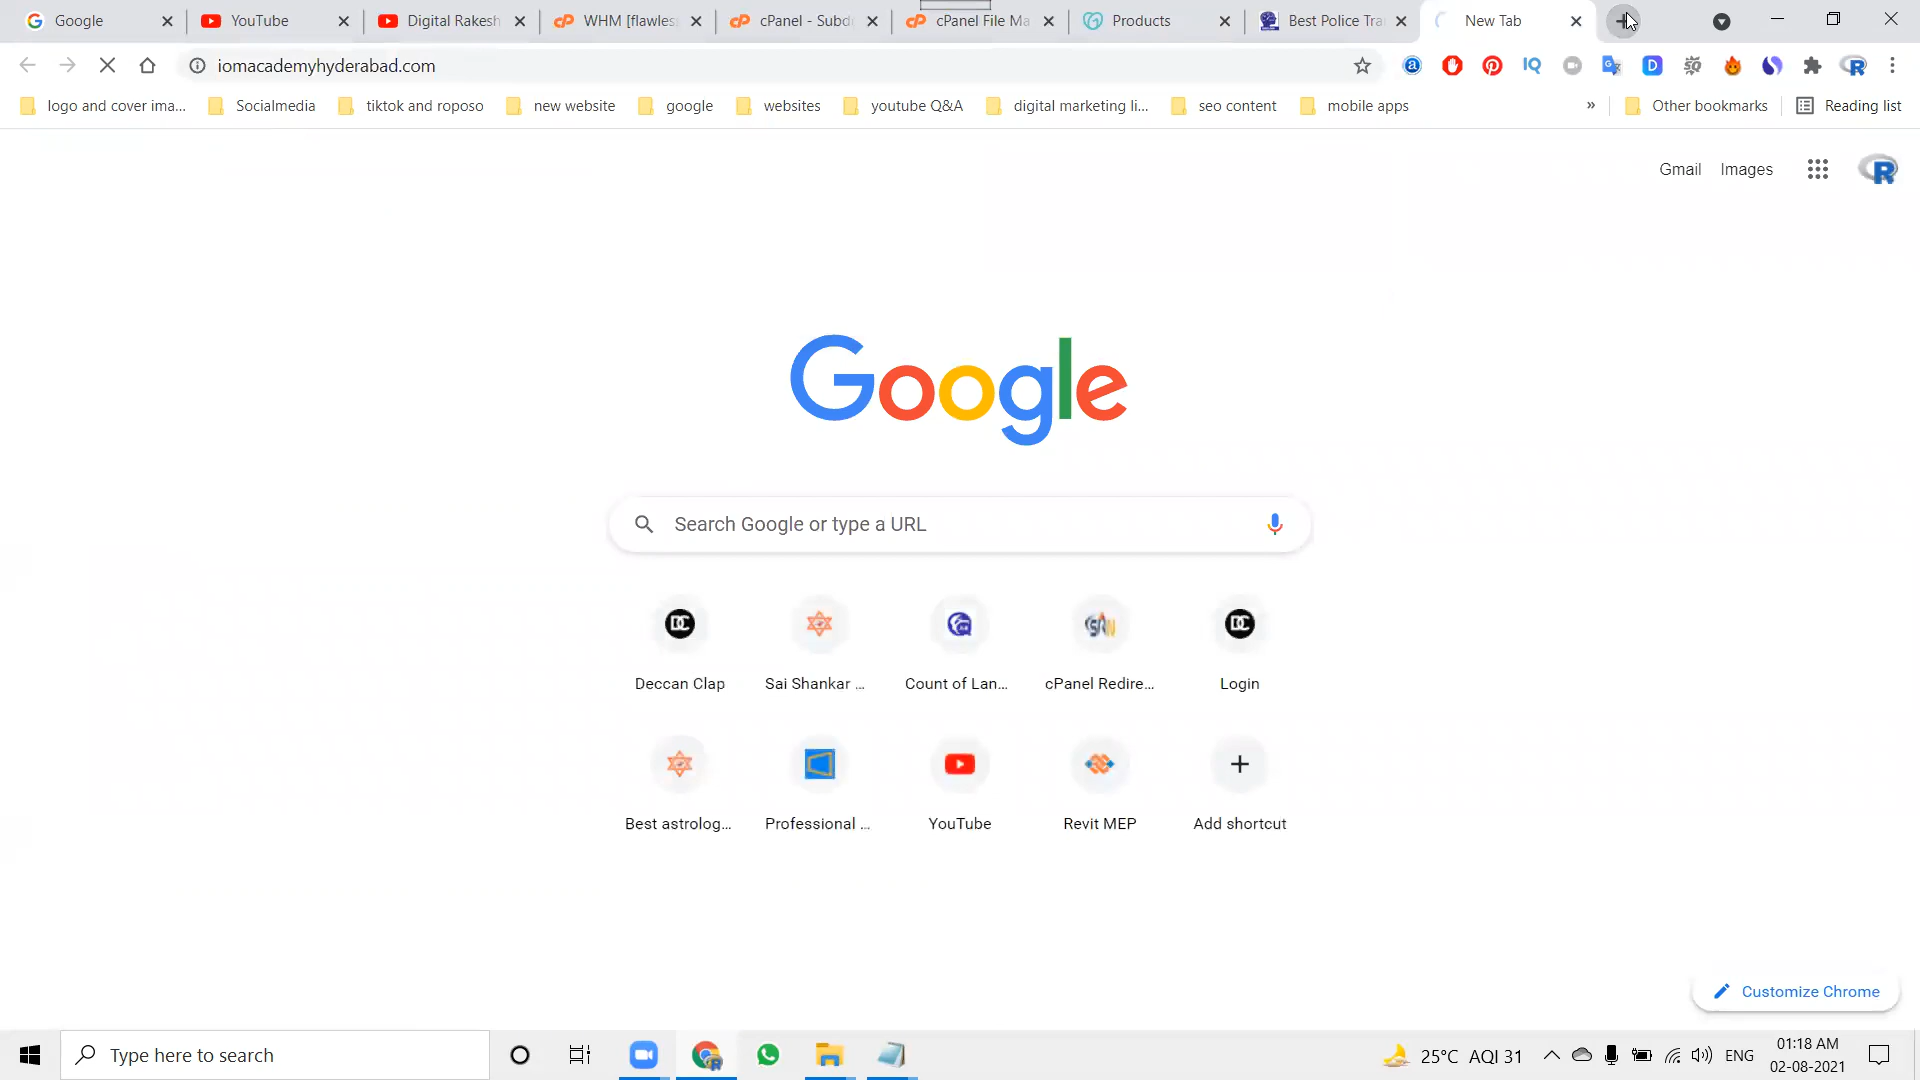 Google
YouTube
Digital Rakesh
WHM [flawless
cPanel - Subd
cPanel File Ma
Products
Best Police Tra
New Tab
iomacademyhyderabad.com
logo and cover ima...
Socialmedia
tiktok and roposo
new website
google
websites
youtube Q&A
digital marketing li...
seo content
mobile apps
»
Other bookmarks
Reading list
Gmail
Images
Google
Search Google or type a URL
Deccan Clap
Sai Shankar ...
Count of Lan...
cPanel Redire...
Login
Best astrolog...
Professional ...
YouTube
Revit MEP
Add shortcut
Customize Chrome
Type here to search
25°C AQI 31
ENG
01:18 AM
02-08-2021